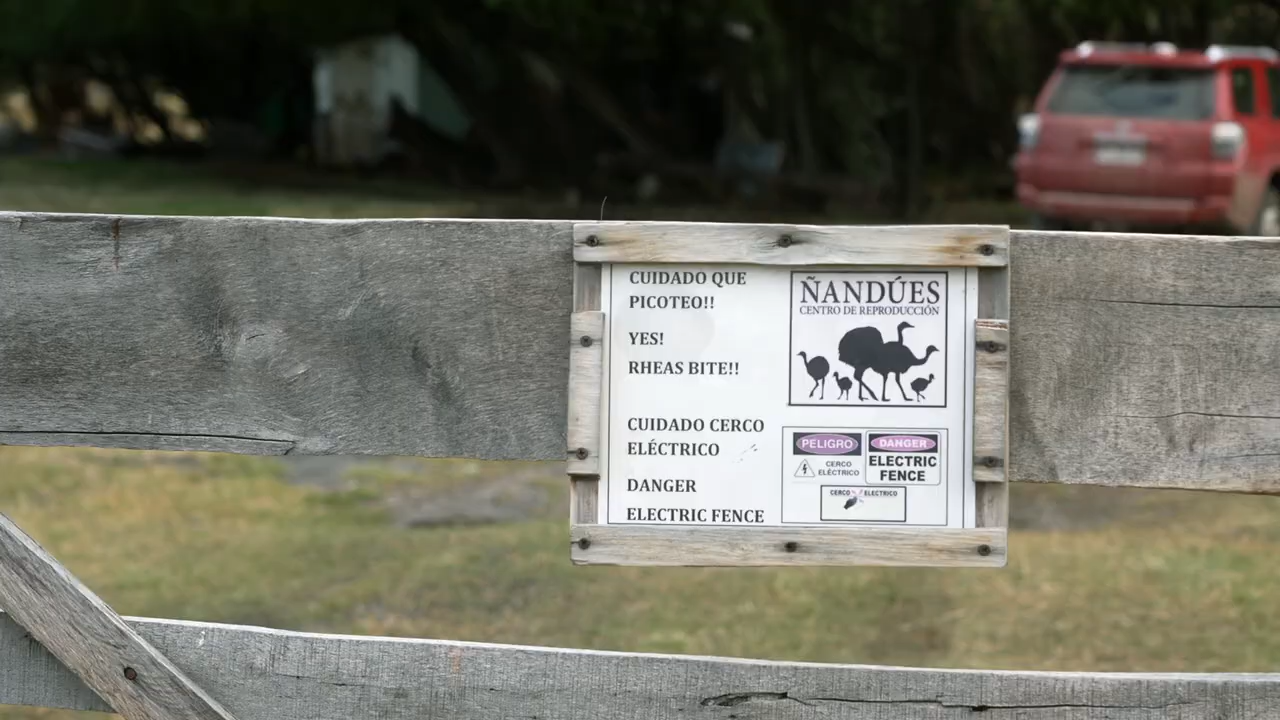 CUIDADO QUE
PICOTEO!!
YES!
RHEAS BITE!!
CUIDADO CERCO
ELÉCTRICO
DANGER
ELECTRIC FENCE
ÑANDÚES
CENTRO DE REPRODUCCIÓN
PELIGRO
CERCO
ELÉCTRICO
DANGER
ELECTRIC
FENCE
CERCO ELECTRICO